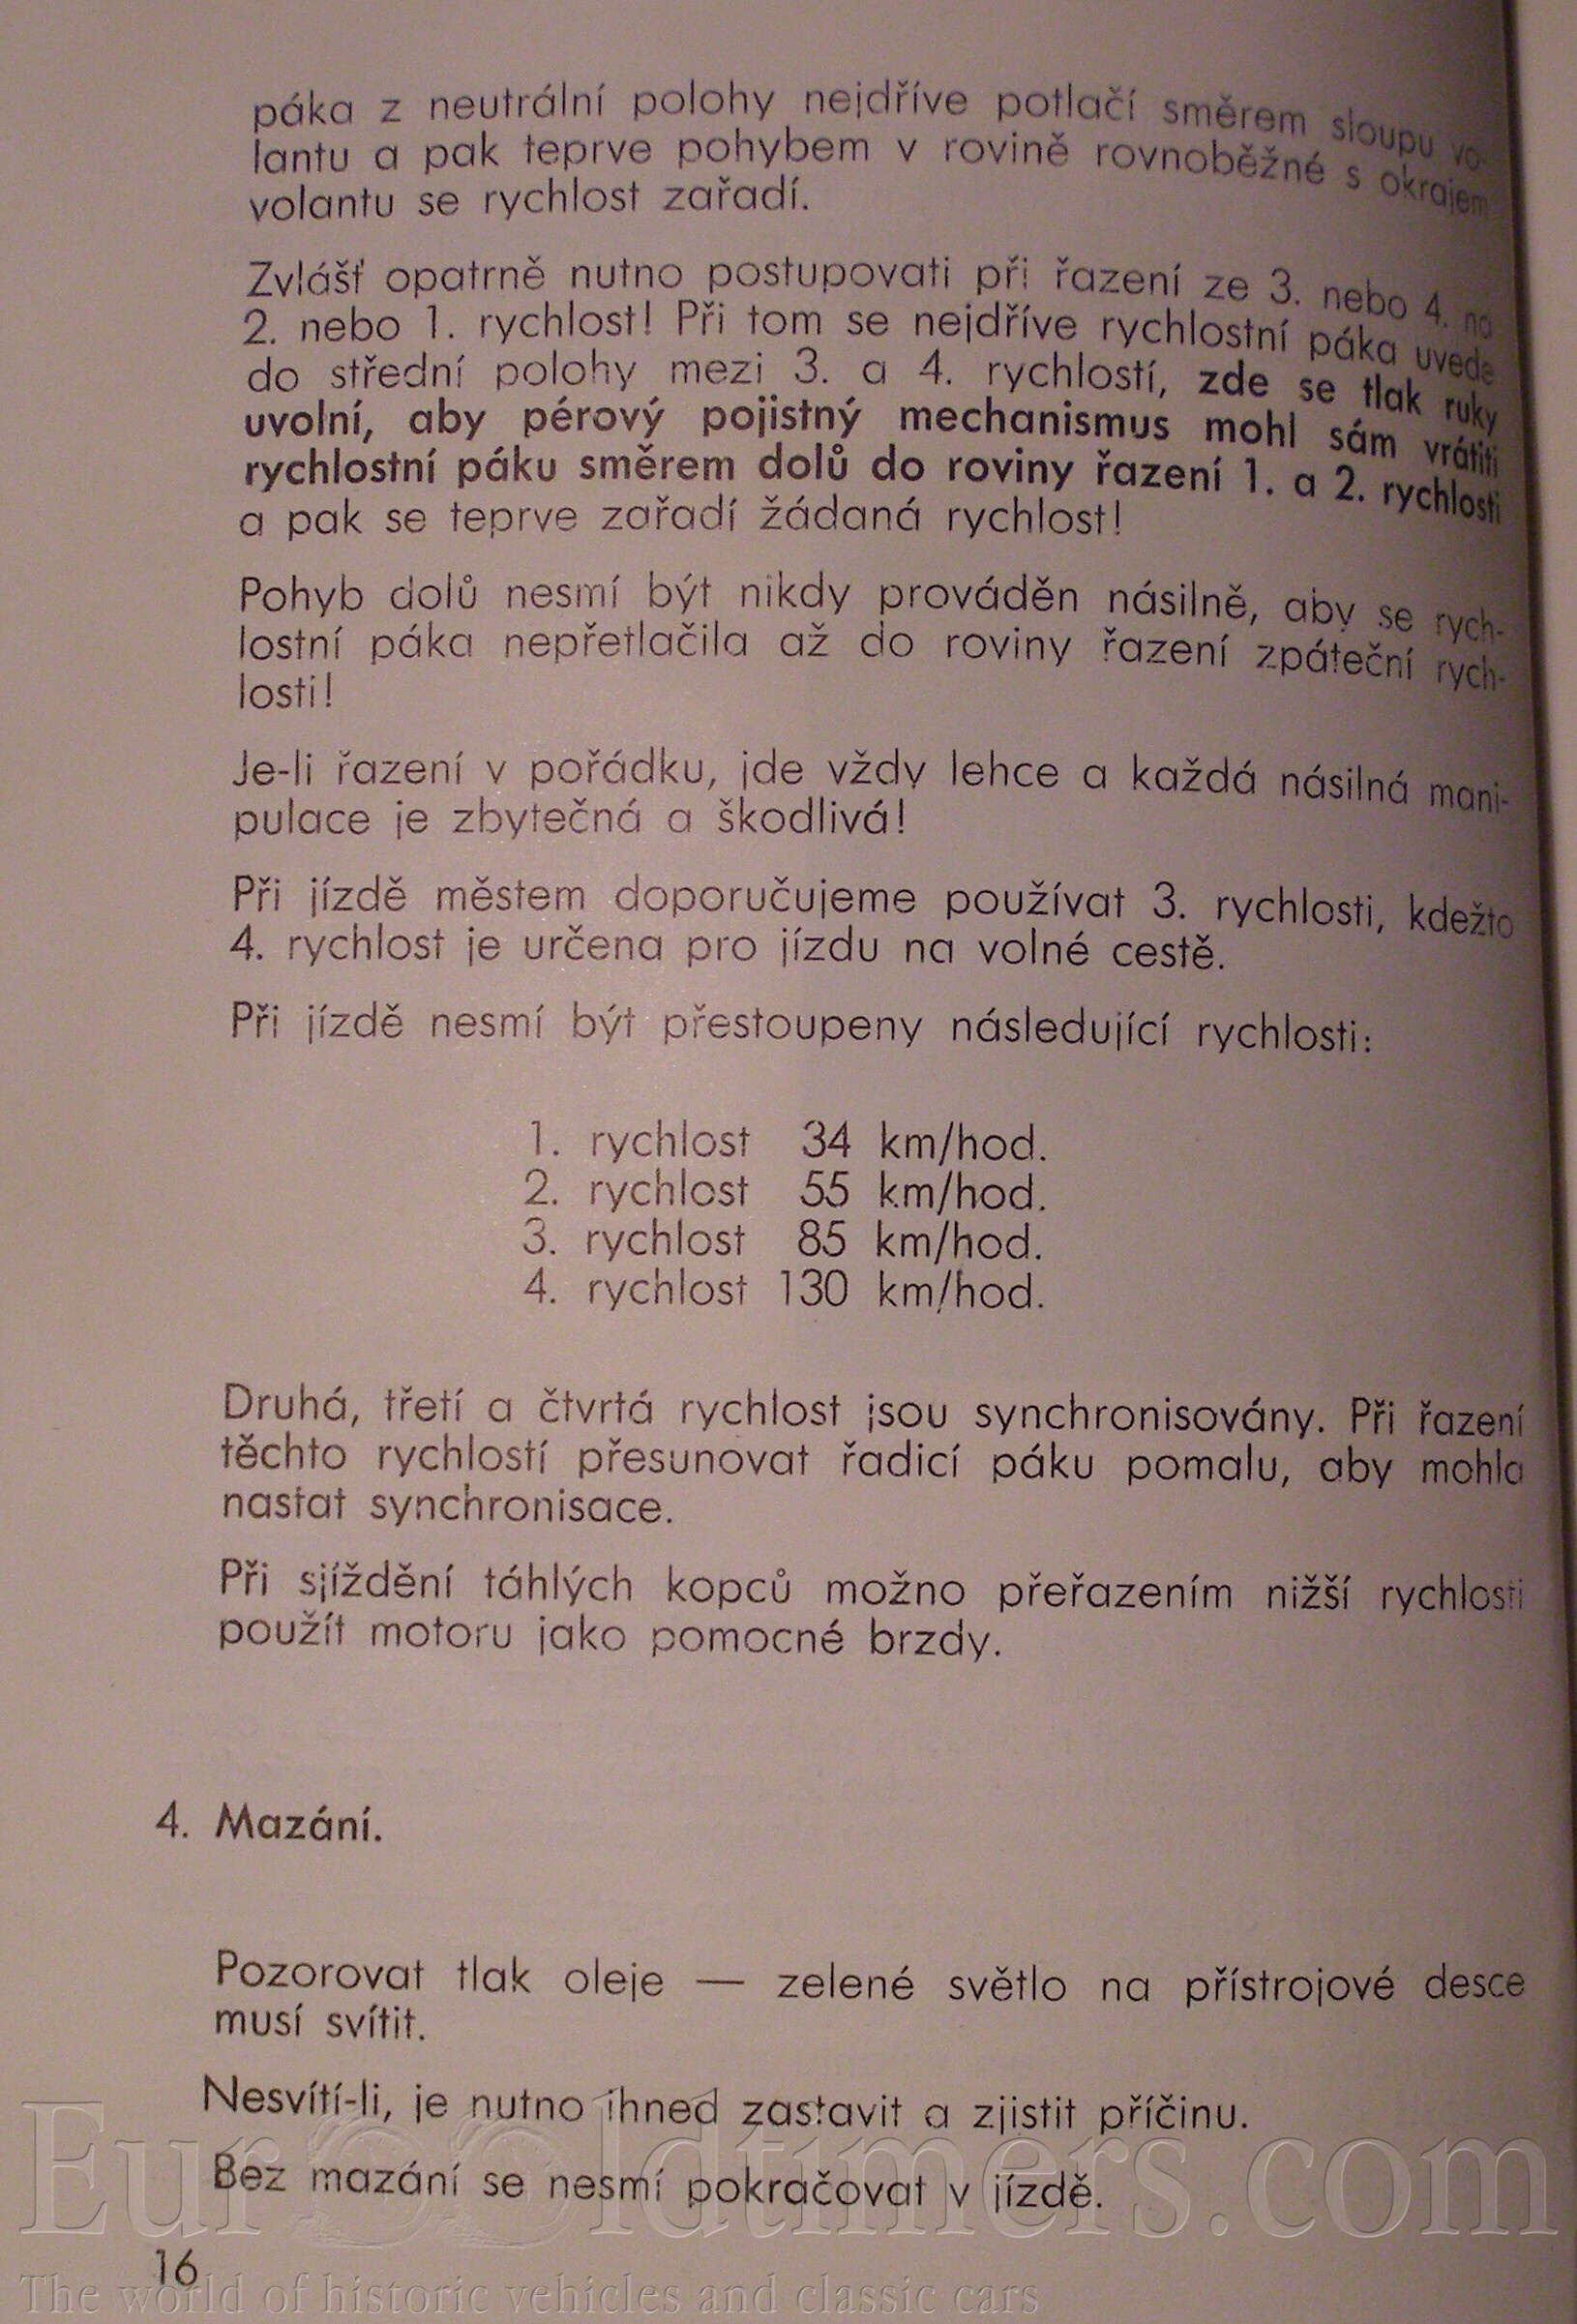 páka z neutrální polohy nejdříve potlačí směrem sloupu vo-
lantu a pak teprve pohybem v rovině rovnoběžné s okrajem
volantu se rychlost zařadí.
Zvlášť opatrně nutno postupovati při řazení ze 3. nebo 4. na
2. nebo 1. rychlost! Při tom se nejdříve rychlostní páka uvede
do střední polohy mezi 3. a 4. rychlostí, zde se tlak ruky
uvolní, aby pérový pojistný mechanismus mohl sám vrátiti
rychlostní páku směrem dolů do roviny řazení 1. a 2. rychlosti
a pak se teprve zařadí žádaná rychlost!
Pohyb dolů nesmí být nikdy prováděn násilně, aby se rych-
lostní páka nepřetlačila až do roviny řazení zpáteční rych-
losti!
Je-li řazení v pořádku, jde vždy lehce a každá násilná mani-
pulace je zbytečná a škodlivá!
Při jízdě městem doporučujeme používat 3. rychlosti, kdežto
4. rychlost je určena pro jízdu na volné cestě.
Při jízdě nesmí být přestoupeny následující rychlosti:
1. rychlost 34 km/hod.
2. rychlost 55 km/hod.
3. rychlost 85 km/hod.
4. rychlost 130 km/hod.
Druhá, třetí a čtvrtá rychlost jsou synchronisovány. Při řazení
těchto rychlostí přesunovat řadicí páku pomalu, aby mohla
nastat synchronisace.
Při sjíždění táhlých kopců možno přeřazením nižší rychlosti
použít motoru jako pomocné brzdy.
4. Mazání.
Pozorovat tlak oleje — zelené světlo na přístrojové desce
musí svítit.
Nesvítí-li, je nutno ihned zastavit a zjistit příčinu.
Bez mazání se nesmí pokračovat v jízdě.
EurOOldtimers.com
16
The world of historic vehicles and classic cars